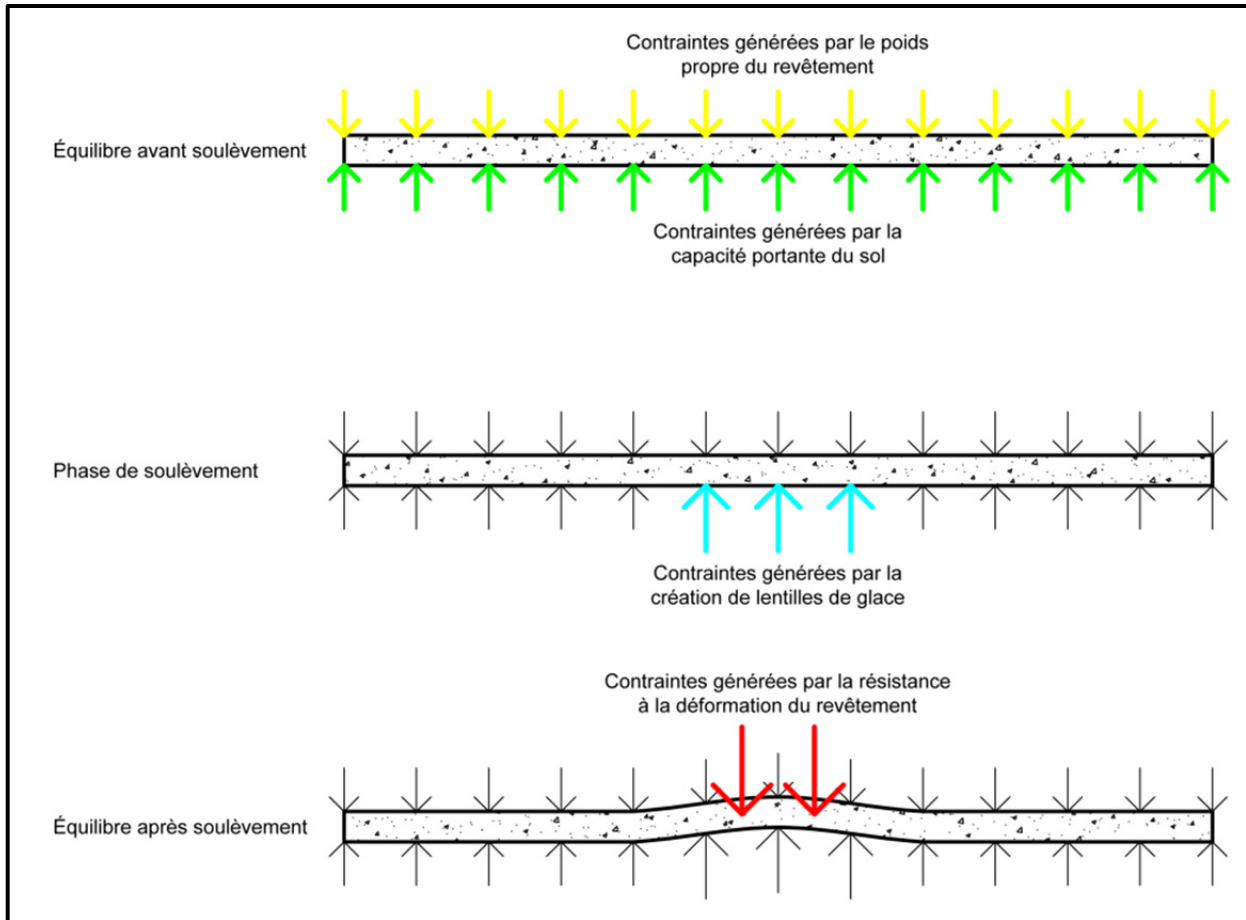 Contraintes générées par le poids
propre du revêtement
Équilibre avant soulèvement
Contraintes générées par la
capacité portante du sol
Phase de soulèvement
Contraintes générées par la
création de lentilles de glace
Contraintes générées par la résistance
à la déformation du revêtement
Équilibre après soulèvement